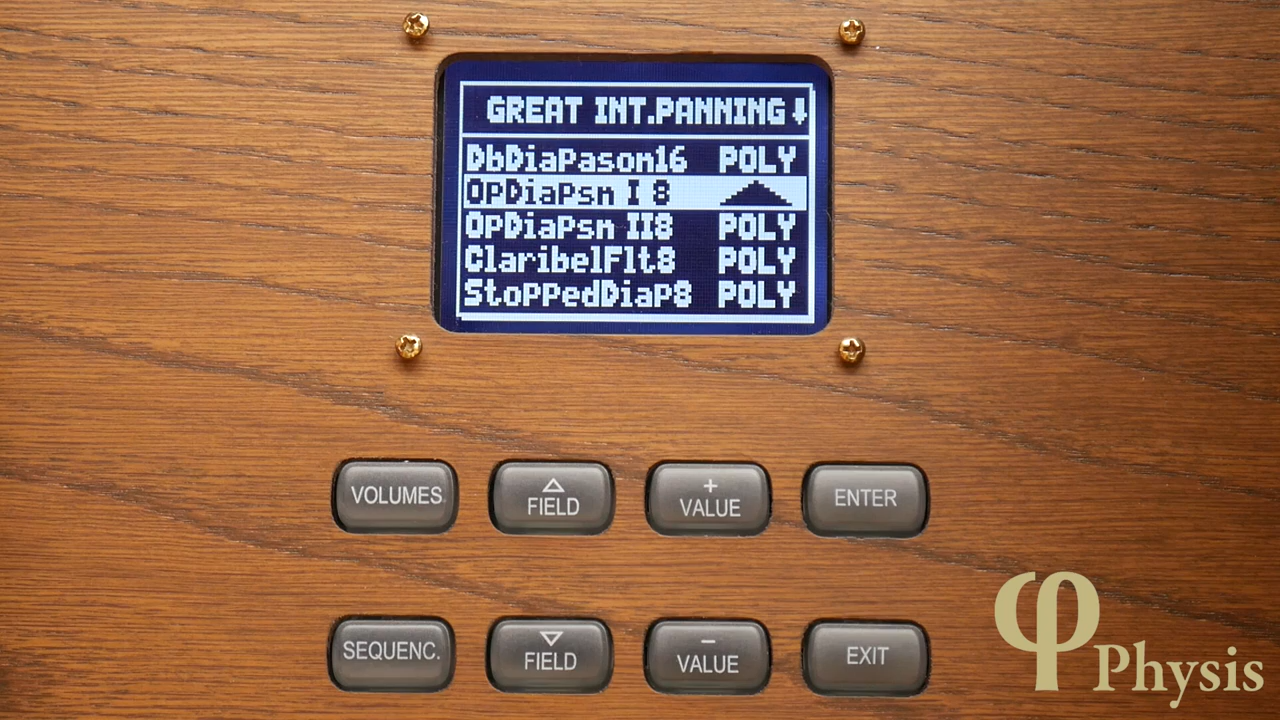 GREAT INT.PANNING
DbDiaPason16 POLY
OpDiaPsn I 8
OpDiaPsn II8 POLY
ClaribelFlt8 POLY
StoPPedDiaP8 POLY
VOLUMES
FIELD
+
VALUE
ENTER
SEQUENC.
FIELD
−
VALUE
EXIT
φ
Physis